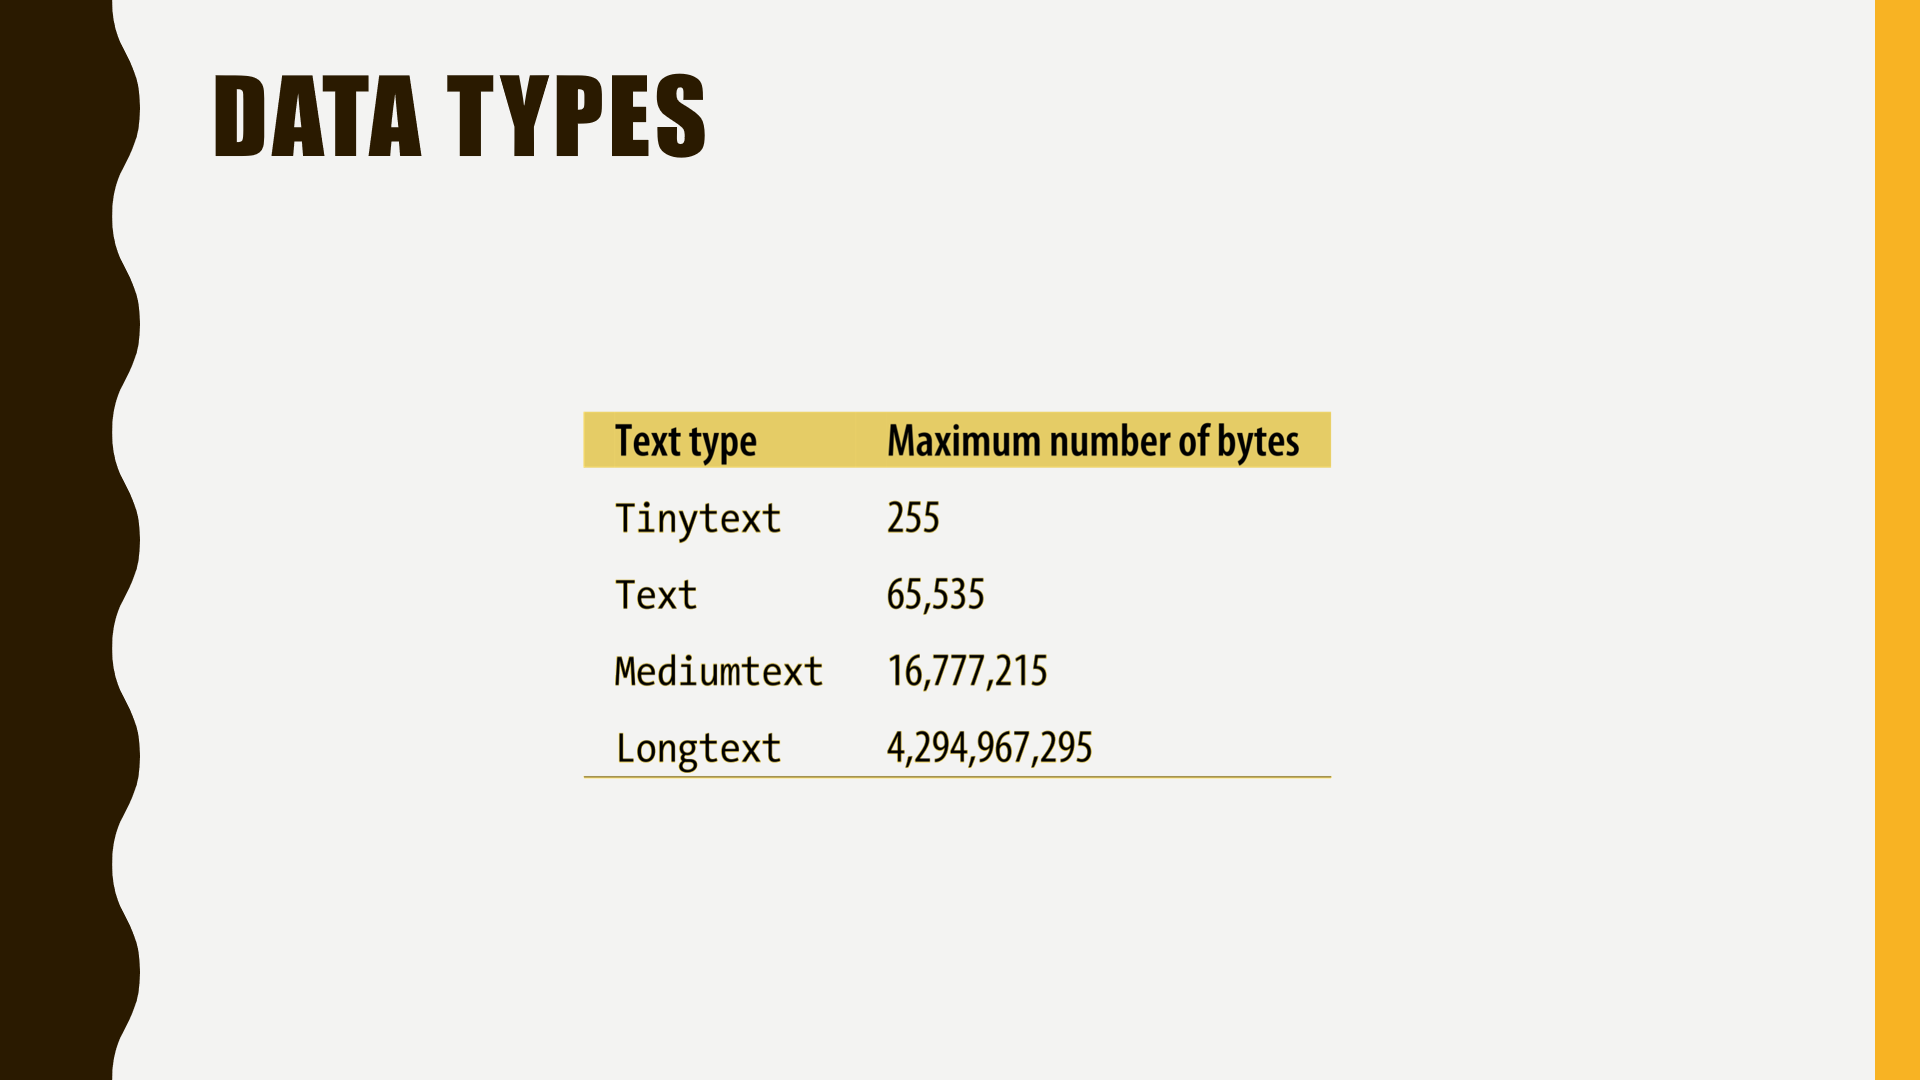 DATA TYPES
Text type Maximum number of bytes
Tinytext 255
Text 65,535
Mediumtext 16,777,215
Longtext 4,294,967,295